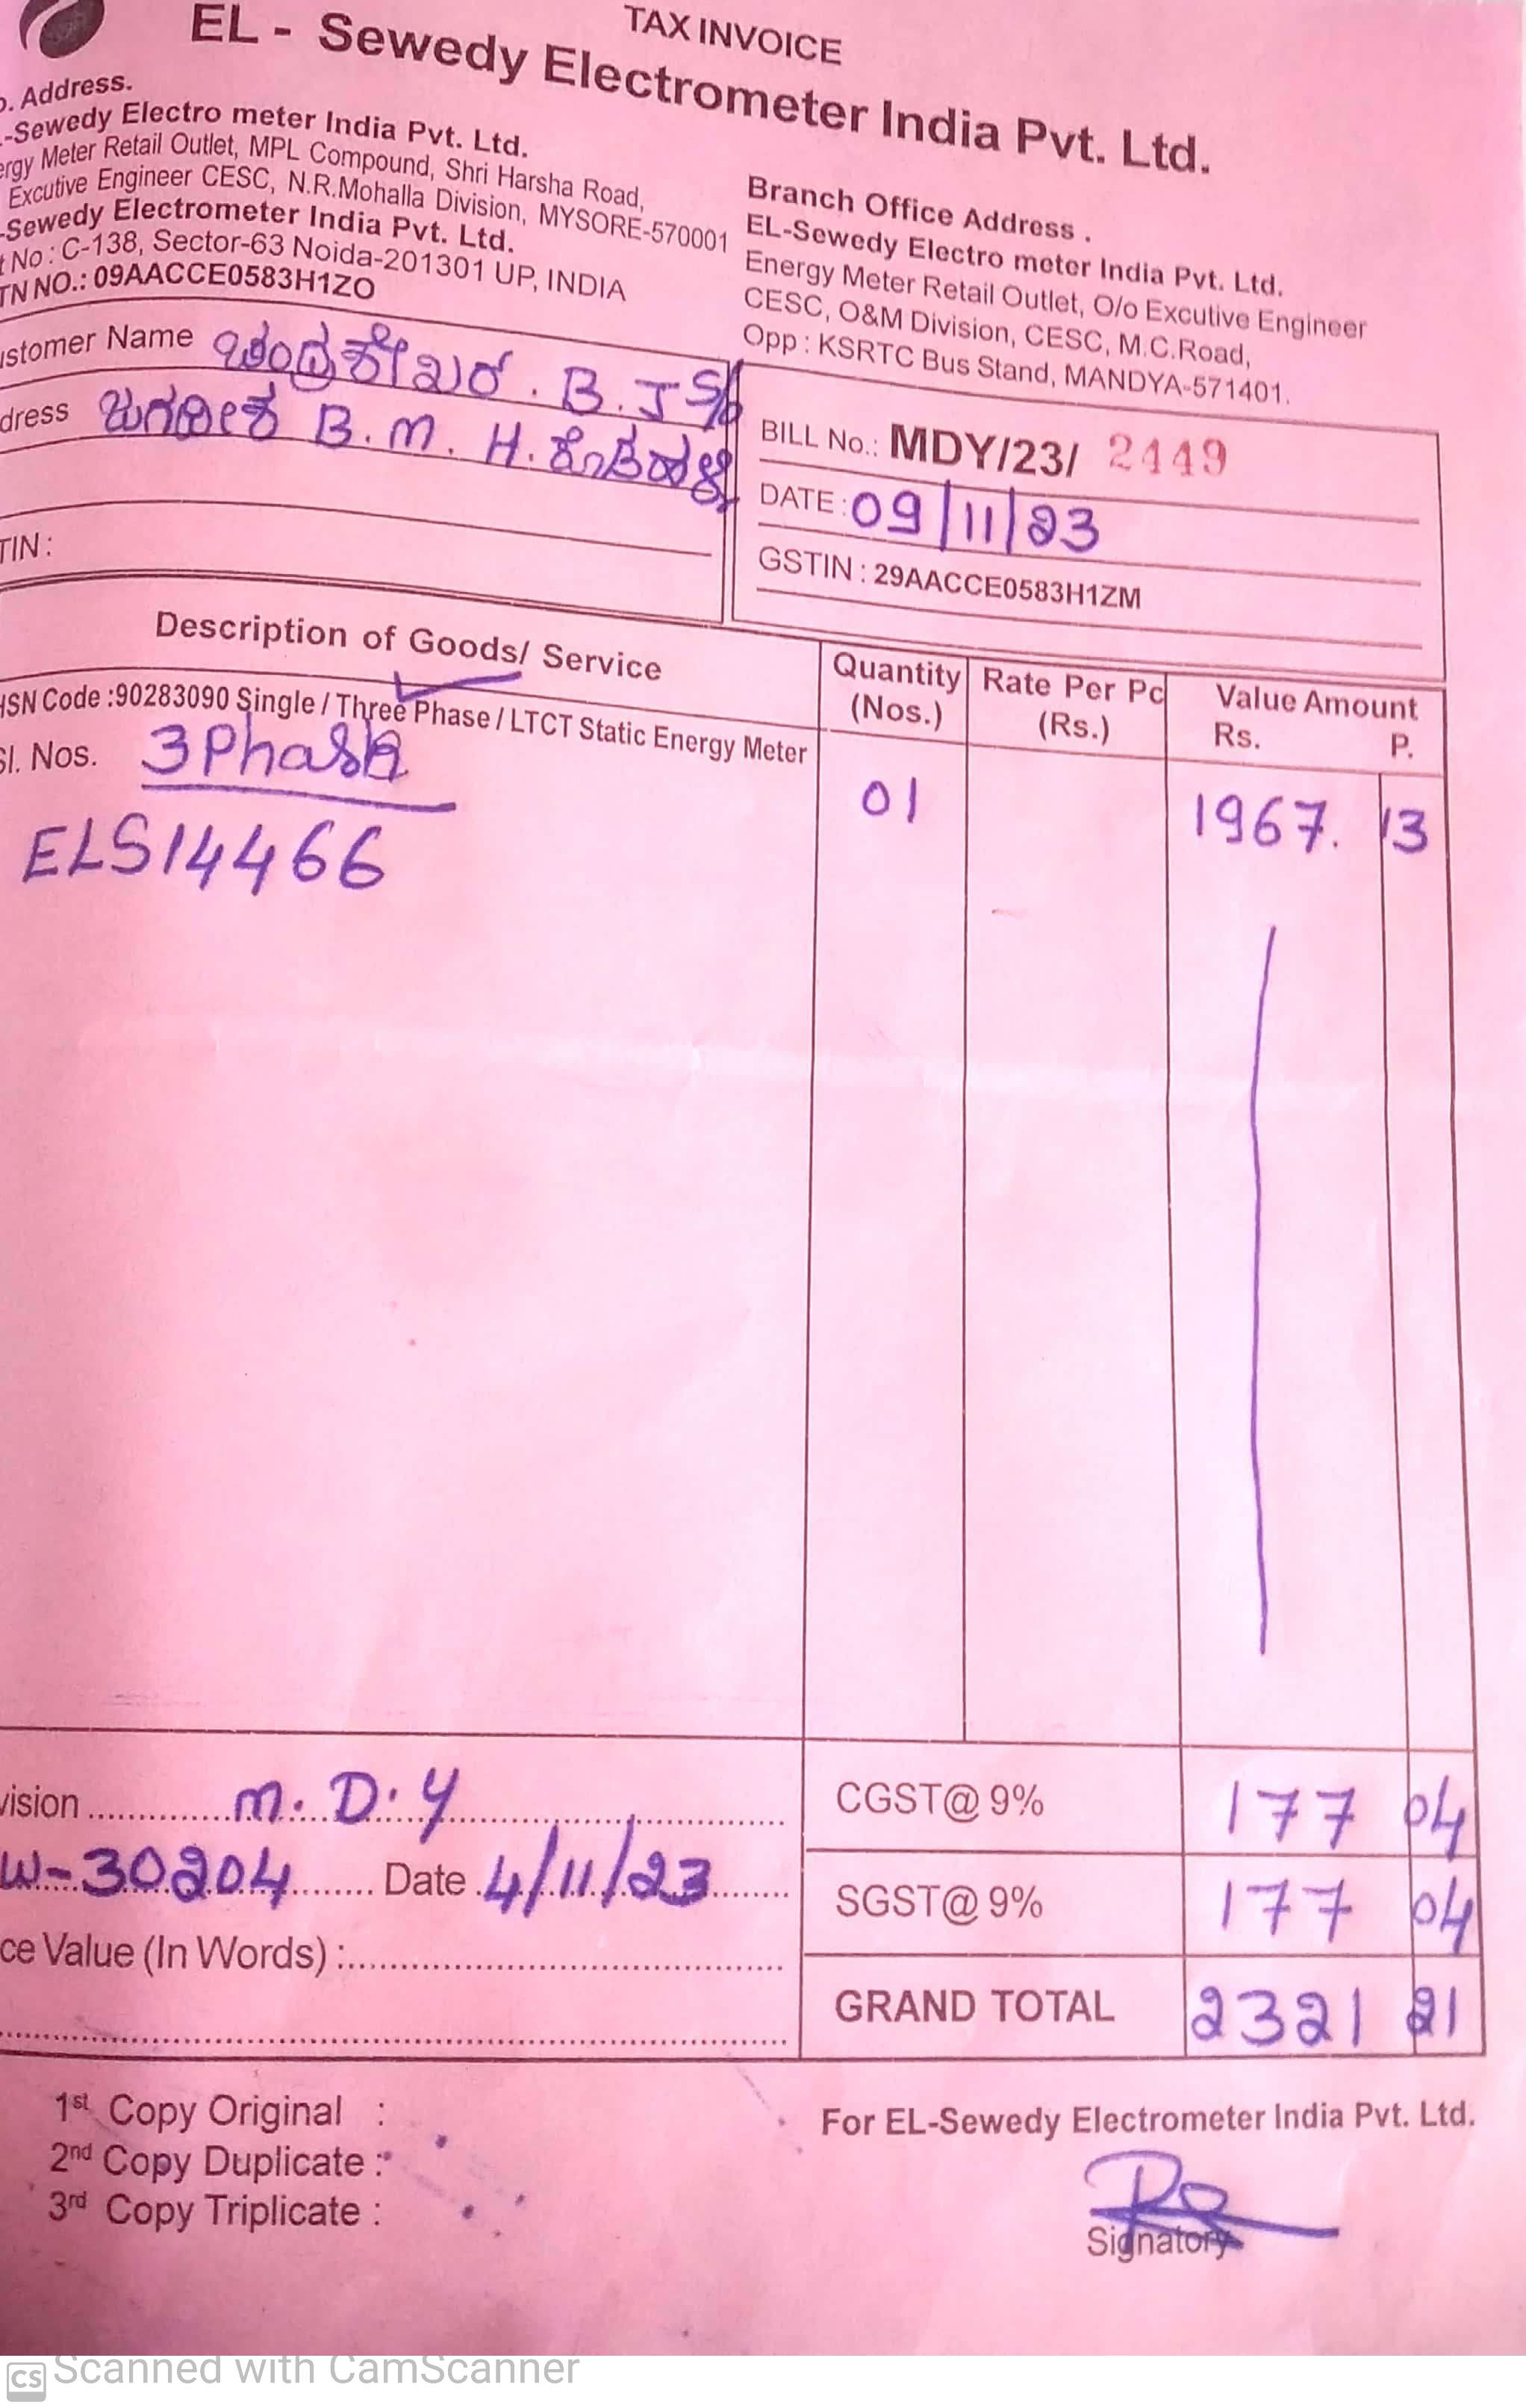 TAX INVOICE
EL - Sewedy Electrometer India Pvt. Ltd.
. Address.
-Sewedy Electro meter India Pvt. Ltd.
ergy Meter Retail Outlet, MPL Compound, Shri Harsha Road,
Excutive Engineer CESC, N.R.Mohalla Division, MYSORE-570001
-Sewedy Electrometer India Pvt. Ltd.
t No : C-138, Sector-63 Noida-201301 UP, INDIA
TN NO.: 09AACCE0583H1ZO
Branch Office Address .
EL-Sewedy Electro meter India Pvt. Ltd.
Energy Meter Retail Outlet, O/o Excutive Engineer
CESC, O&M Division, CESC, M.C.Road,
Opp : KSRTC Bus Stand, MANDYA-571401.
ustomer Name ಚಂದ್ರಶೇಖರ್ . B.J S/o
dress ಜಗದೀಶ B.M. H.
TIN :
BILL No.: MDY/23/ 2449
DATE : 09/11/23
GSTIN : 29AACCE0583H1ZM
Description of Goods/ Service
Quantity (Nos.)
Rate Per Pc (Rs.)
Value Amount
Rs. P.
HSN Code :90283090 Single / Three Phase / LTCT Static Energy Meter
Sl. Nos. 3 Phase
01 1967. 13
ELS14466
vision ............. M.D.Y
CGST@ 9% 177 04
W-30204 ........ Date 4/11/23
SGST@ 9% 177 04
ce Value (In Words) :
GRAND TOTAL 2321 21
1st Copy Original :
2nd Copy Duplicate :
3rd Copy Triplicate :
For EL-Sewedy Electrometer India Pvt. Ltd.
Signatory
CS Scanned with CamScanner